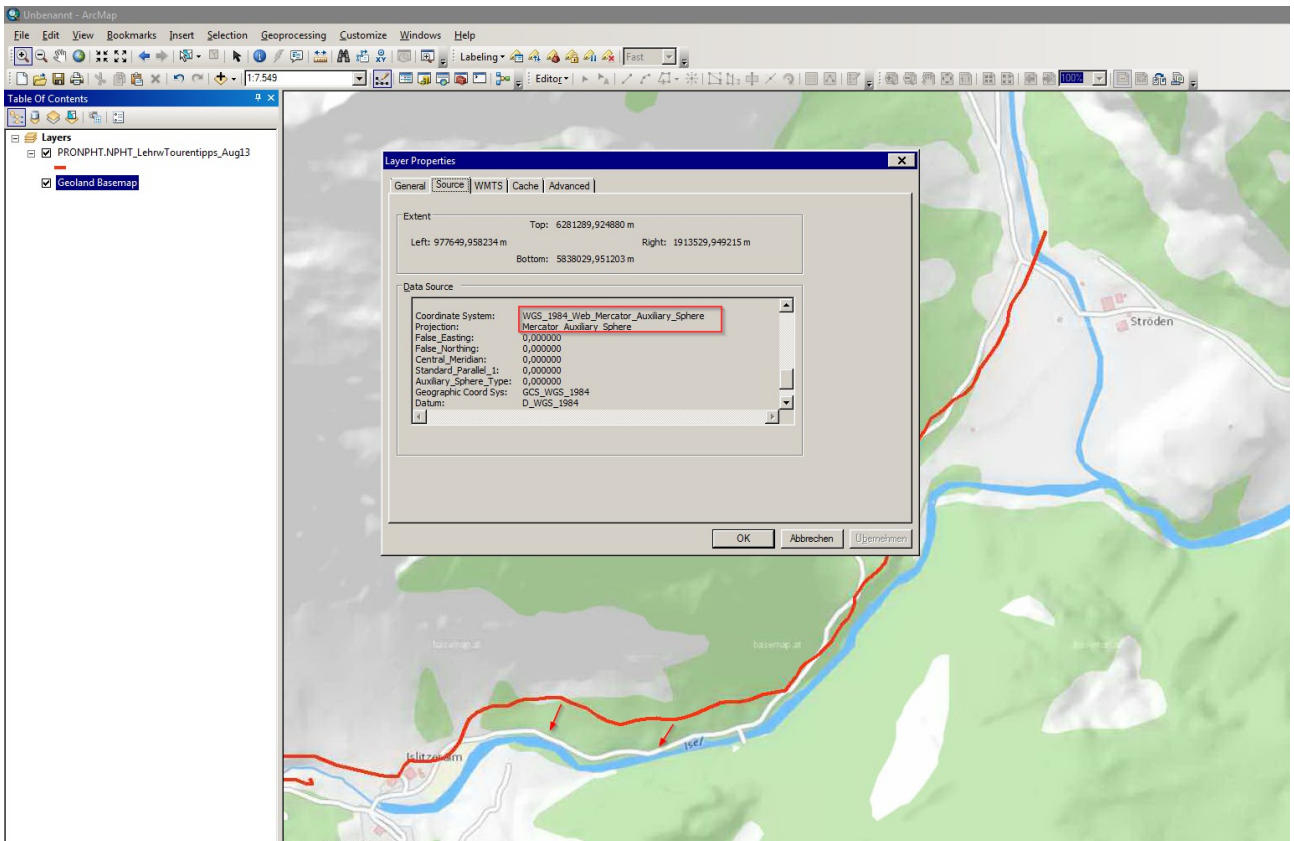 Unbenannt - ArcMap
File Edit View Bookmarks Insert Selection Geoprocessing Customize Windows Help
Labeling Fast
1:7.549 Editor 100%
Table Of Contents
Layers
PRONPHT.NPHT_LehrwTourentipps_Aug13
Geoland Basemap
Layer Properties
General Source WMTS Cache Advanced
Extent
Top: 6281289,924880 m
Left: 977649,958234 m Right: 1913529,949215 m
Bottom: 5838029,951203 m
Data Source
Coordinate System: WGS_1984_Web_Mercator_Auxiliary_Sphere
Projection: Mercator_Auxiliary_Sphere
False_Easting: 0,000000
False_Northing: 0,000000
Central_Meridian: 0,000000
Standard_Parallel_1: 0,000000
Auxiliary_Sphere_Type: 0,000000
Geographic Coord Sys: GCS_WGS_1984
Datum: D_WGS_1984
OK Abbrechen Übernehmen
Ströden
basemap.at basemap.at basemap.at
Isel
Islitzer Alm